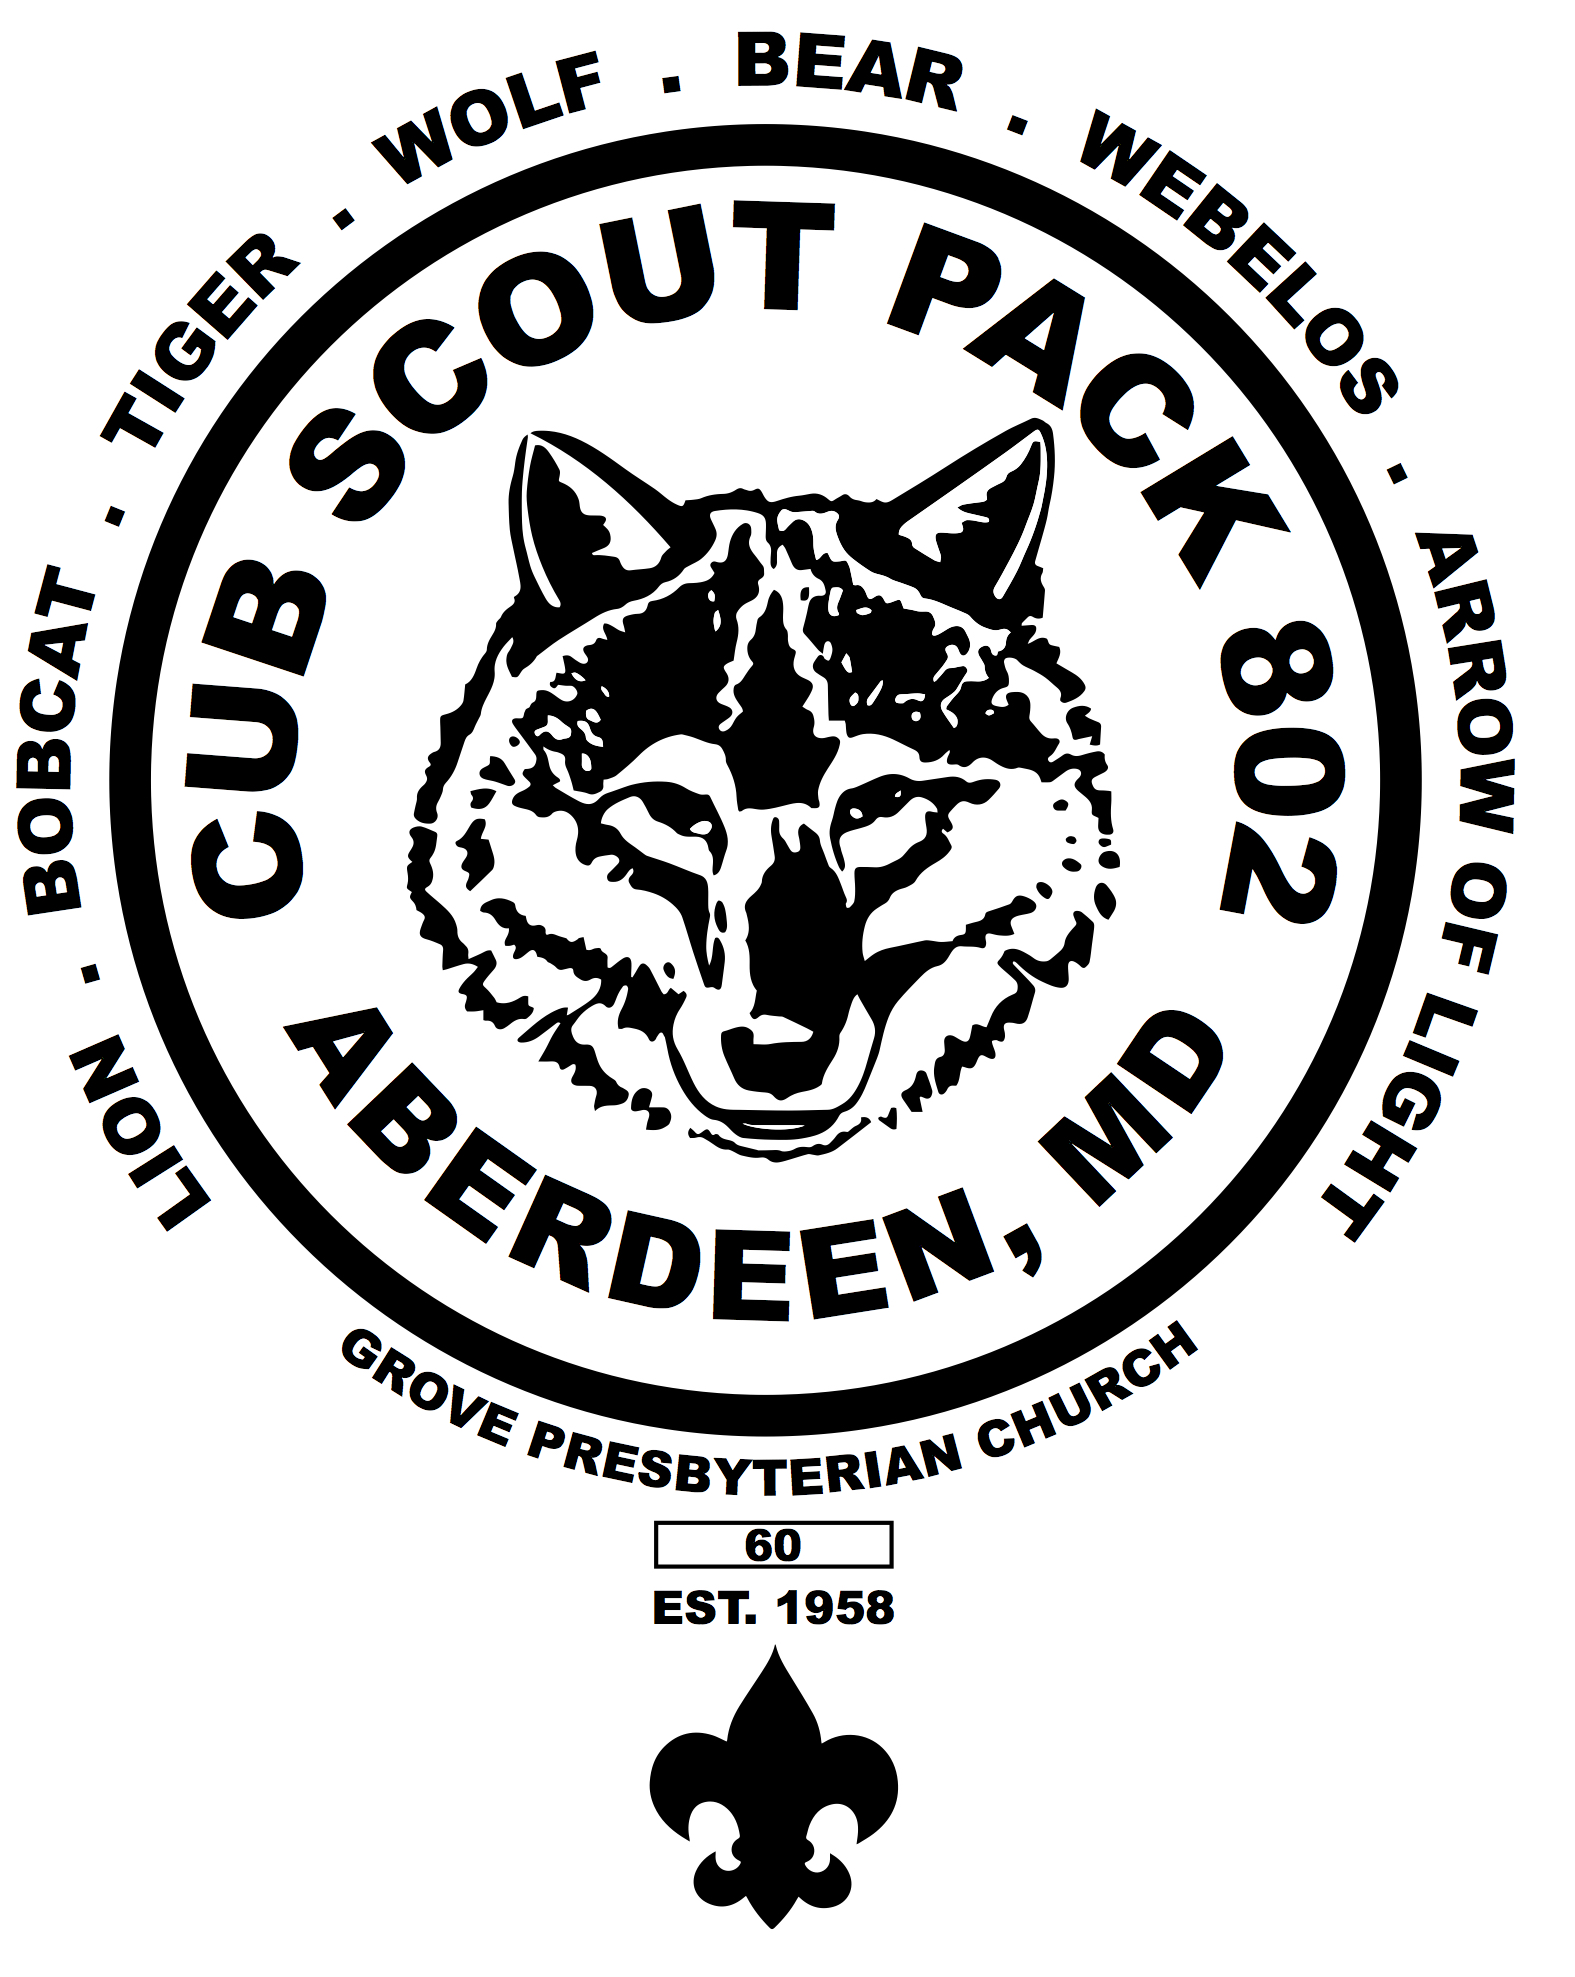 LION . BOBCAT . TIGER . WOLF . BEAR . WEBELOS . ARROW OF LIGHT
CUB SCOUT PACK 802
ABERDEEN, MD
GROVE PRESBYTERIAN CHURCH
60
EST. 1958